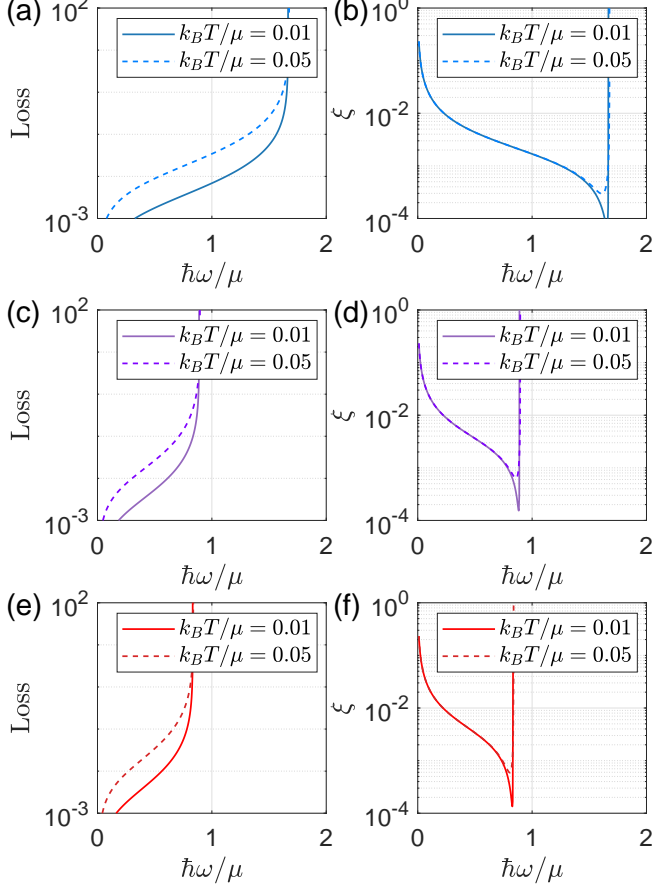 (a)
10^2
k_BT/μ = 0.01
k_BT/μ = 0.05
Loss
10^-3
0 1 2
ħω/μ
(b)
10^0
k_BT/μ = 0.01
k_BT/μ = 0.05
ξ
10^-2
10^-4
0 1 2
ħω/μ
(c)
10^2
k_BT/μ = 0.01
k_BT/μ = 0.05
Loss
10^-3
0 1 2
ħω/μ
(d)
10^0
k_BT/μ = 0.01
k_BT/μ = 0.05
ξ
10^-2
10^-4
0 1 2
ħω/μ
(e)
10^2
k_BT/μ = 0.01
k_BT/μ = 0.05
Loss
10^-3
0 1 2
ħω/μ
(f)
10^0
k_BT/μ = 0.01
k_BT/μ = 0.05
ξ
10^-2
10^-4
0 1 2
ħω/μ